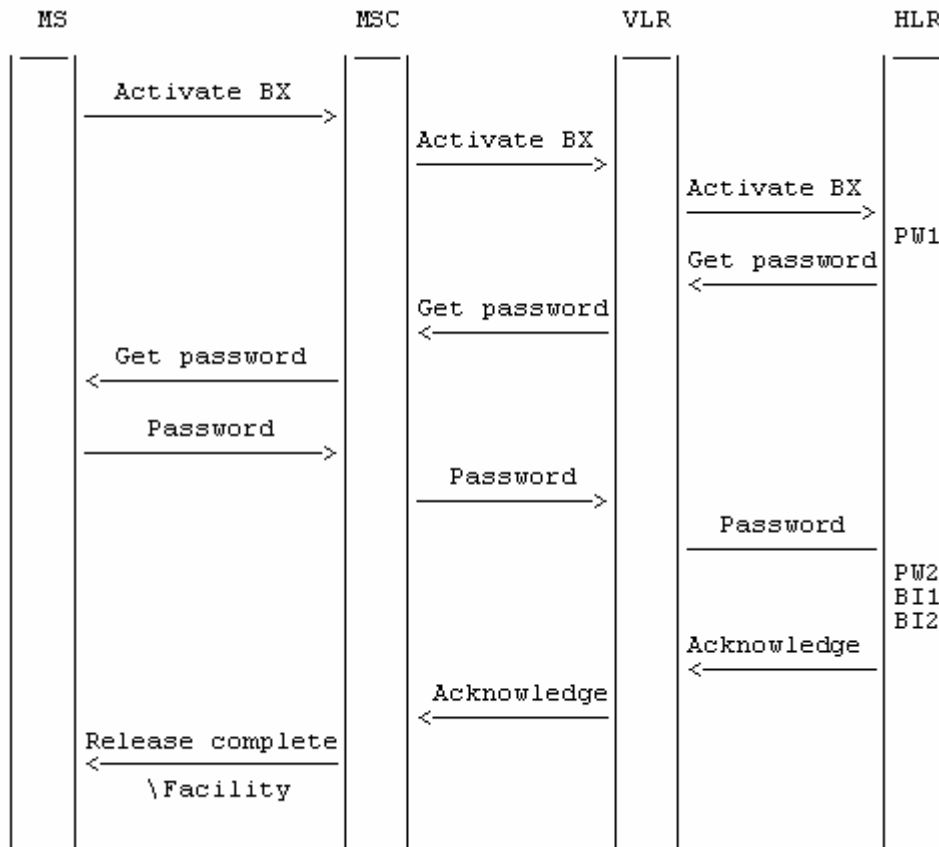 MS MSC VLR HLR
Activate BX
Activate BX
Activate BX
PW1
Get password
Get password
Get password
Password
Password
Password
PW2
BI1
BI2
Acknowledge
Acknowledge
Release complete
\Facility